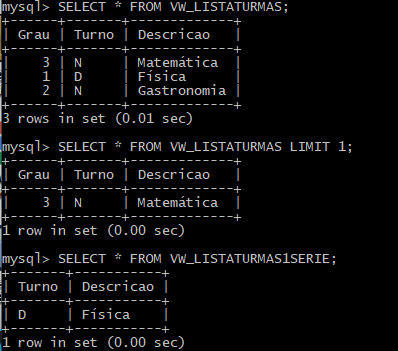 mysql> SELECT * FROM VW_LISTATURMAS;
+------+-------+-------------+
| Grau | Turno | Descricao   |
+------+-------+-------------+
|    3 | N     | Matemática  |
|    1 | D     | Física      |
|    2 | N     | Gastronomia |
+------+-------+-------------+
3 rows in set (0.01 sec)
mysql> SELECT * FROM VW_LISTATURMAS LIMIT 1;
+------+-------+-------------+
| Grau | Turno | Descricao   |
+------+-------+-------------+
|    3 | N     | Matemática  |
+------+-------+-------------+
1 row in set (0.00 sec)
mysql> SELECT * FROM VW_LISTATURMAS1SERIE;
+-------+-----------+
| Turno | Descricao |
+-------+-----------+
| D     | Física    |
+-------+-----------+
1 row in set (0.00 sec)